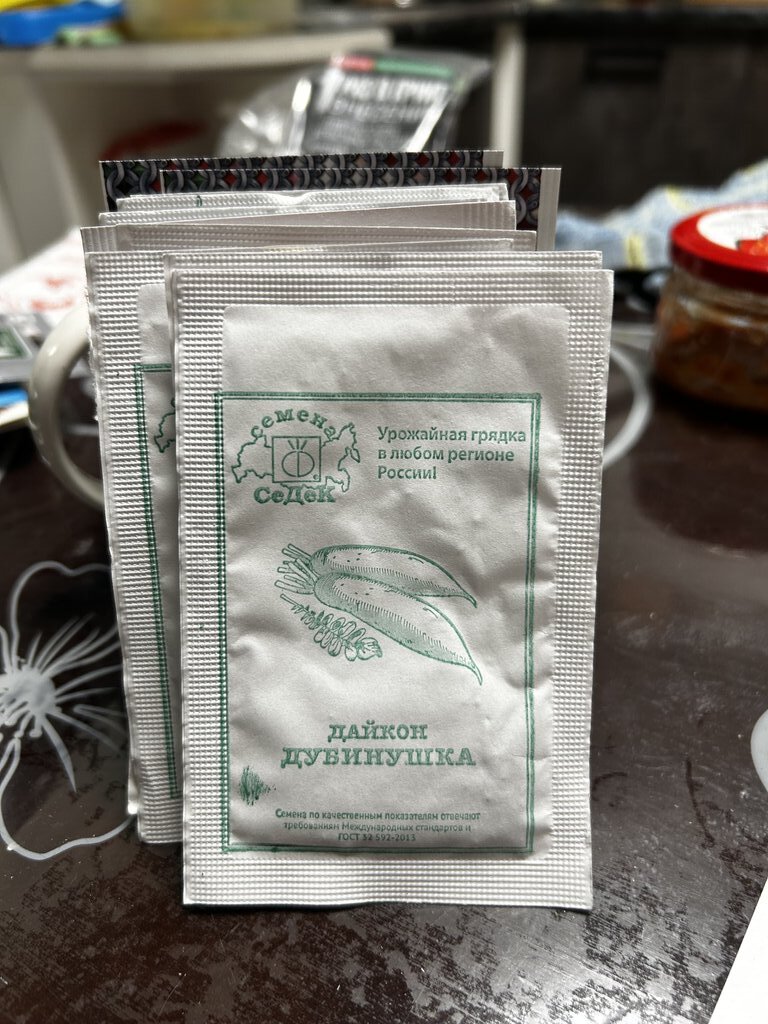 семена
СеДеК
Урожайная грядка
в любом регионе
России!
ДАЙКОН
ДУБИНУШКА
Семена по качественным показателям отвечают
требованиям Международных стандартов и
ГОСТ 32 592-2013